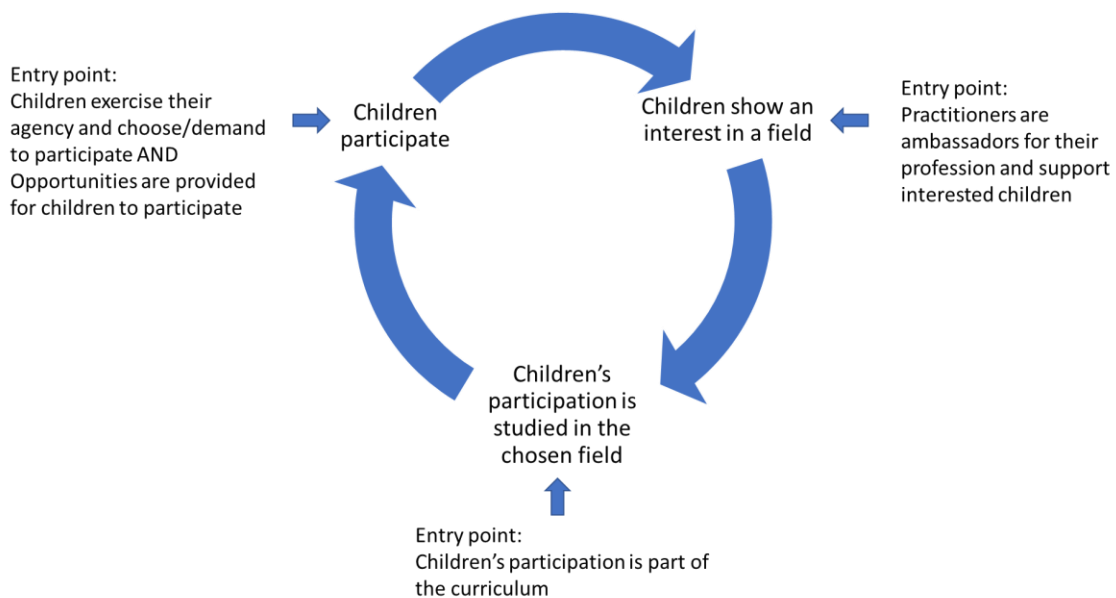 Entry point:
Children exercise their
agency and choose/demand
to participate AND
Opportunities are provided
for children to participate
Children
participate
Children show an
interest in a field
Entry point:
Practitioners are
ambassadors for their
profession and support
interested children
Children’s
participation is
studied in the
chosen field
Entry point:
Children’s participation is part of
the curriculum